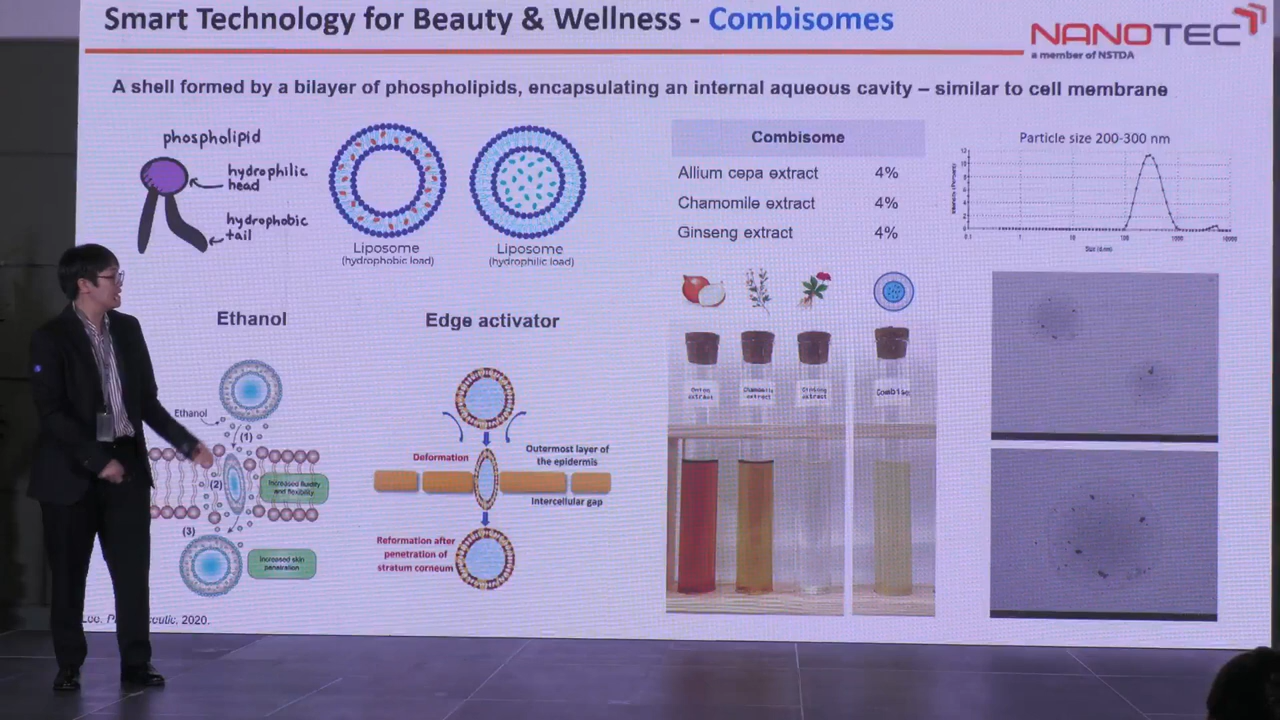 Smart Technology for Beauty & Wellness - Combisomes
NANOTEC
a member of NSTDA
A shell formed by a bilayer of phospholipids, encapsulating an internal aqueous cavity – similar to cell membrane
phospholipid
hydrophilic
head
hydrophobic
tail
Liposome
(hydrophobic load)
Liposome
(hydrophilic load)
Combisome
Allium cepa extract 4%
Chamomile extract 4%
Ginseng extract 4%
Particle size 200-300 nm
Ethanol
Ethanol
(1)
(2)
Increased fluidity
and flexibility
(3)
Increased skin
penetration
Edge activator
Deformation
Outermost layer of
the epidermis
Intercellular gap
Reformation after
penetration of
stratum corneum
extract
extract
extract
2020.